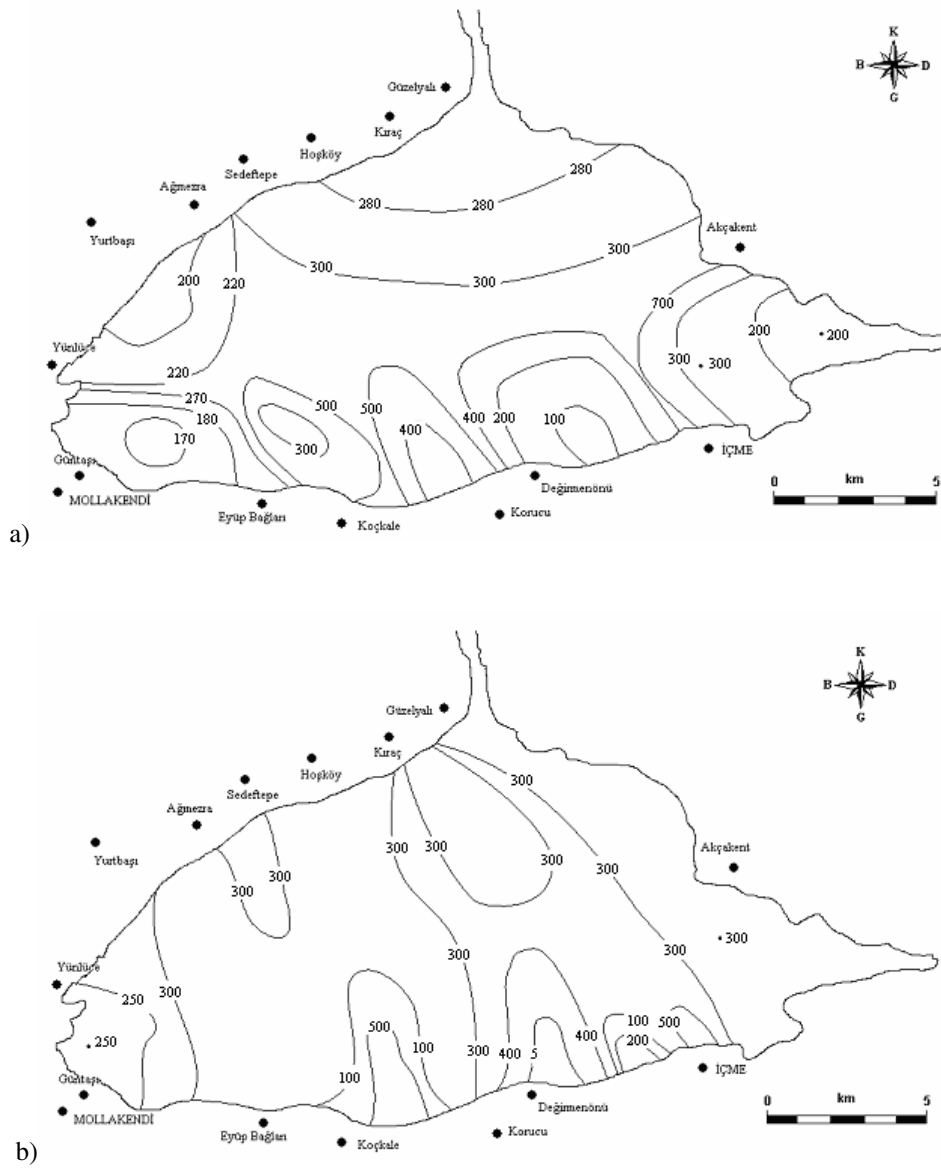 K
Güzelyalı
B D
Kıraç
G
Hoşköy
Sedeftepe
Ağmezra
280
280
280
Yurtbaşı
Akçakent
300
200
220
300
300
700
200
200
Yünlüce
300
300
220
270
500
500
180
400
200
100
170
300
400
Güntaşı
İÇME
km
MOLLAKENDİ
Değirmenönü
0 5
Eyüp Bağları
Korucu
Koçkale
a)
K
Güzelyalı
B D
Kıraç
G
Hoşköy
Sedeftepe
300
Ağmezra
Yurtbaşı
Akçakent
300
300
300
300
300
300
300
300
300
Yünlüce
300
250
100
500
500
250
100
300
400
5
400
200
Güntaşı
100
İÇME
km
MOLLAKENDİ
Değirmenönü
0 5
Eyüp Bağları
Korucu
Koçkale
b)